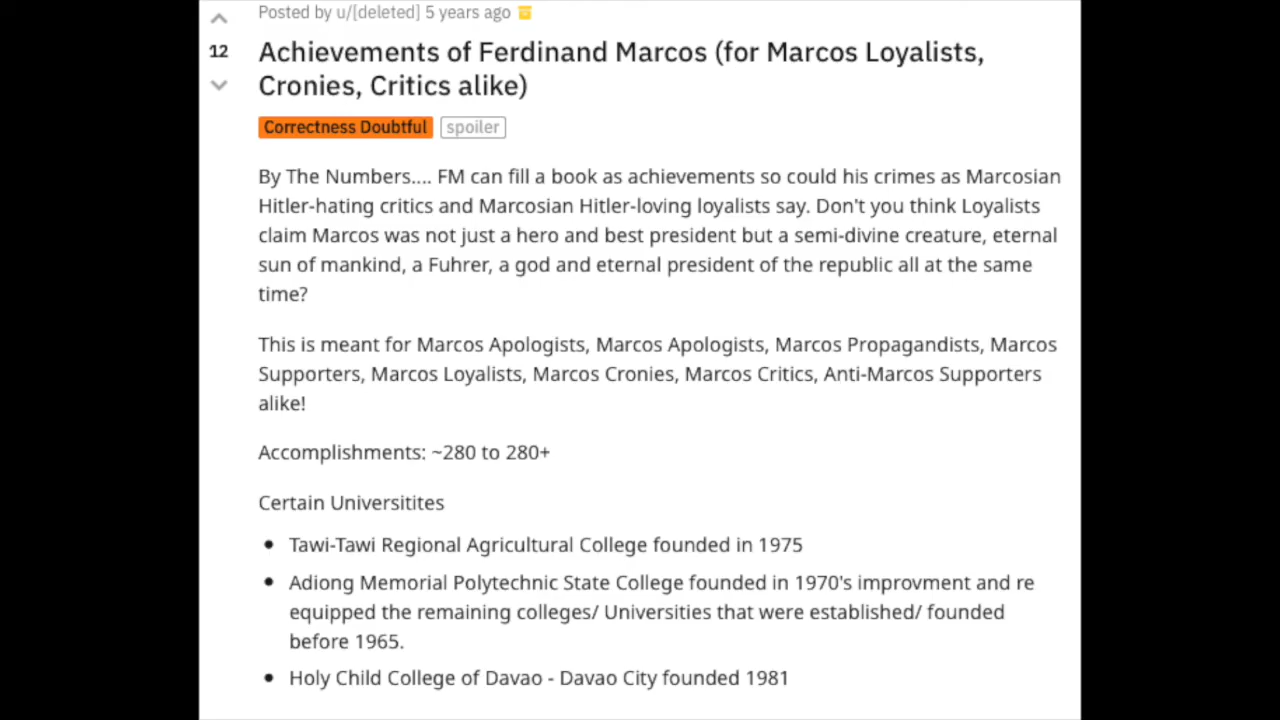 Posted by u/[deleted] 5 years ago
12
Achievements of Ferdinand Marcos (for Marcos Loyalists,
Cronies, Critics alike)
Correctness Doubtful spoiler
By The Numbers.... FM can fill a book as achievements so could his crimes as Marcosian
Hitler-hating critics and Marcosian Hitler-loving loyalists say. Don't you think Loyalists
claim Marcos was not just a hero and best president but a semi-divine creature, eternal
sun of mankind, a Fuhrer, a god and eternal president of the republic all at the same
time?
This is meant for Marcos Apologists, Marcos Apologists, Marcos Propagandists, Marcos
Supporters, Marcos Loyalists, Marcos Cronies, Marcos Critics, Anti-Marcos Supporters
alike!
Accomplishments: ~280 to 280+
Certain Universitites
• Tawi-Tawi Regional Agricultural College founded in 1975
• Adiong Memorial Polytechnic State College founded in 1970's improvment and re
equipped the remaining colleges/ Universities that were established/ founded
before 1965.
• Holy Child College of Davao - Davao City founded 1981